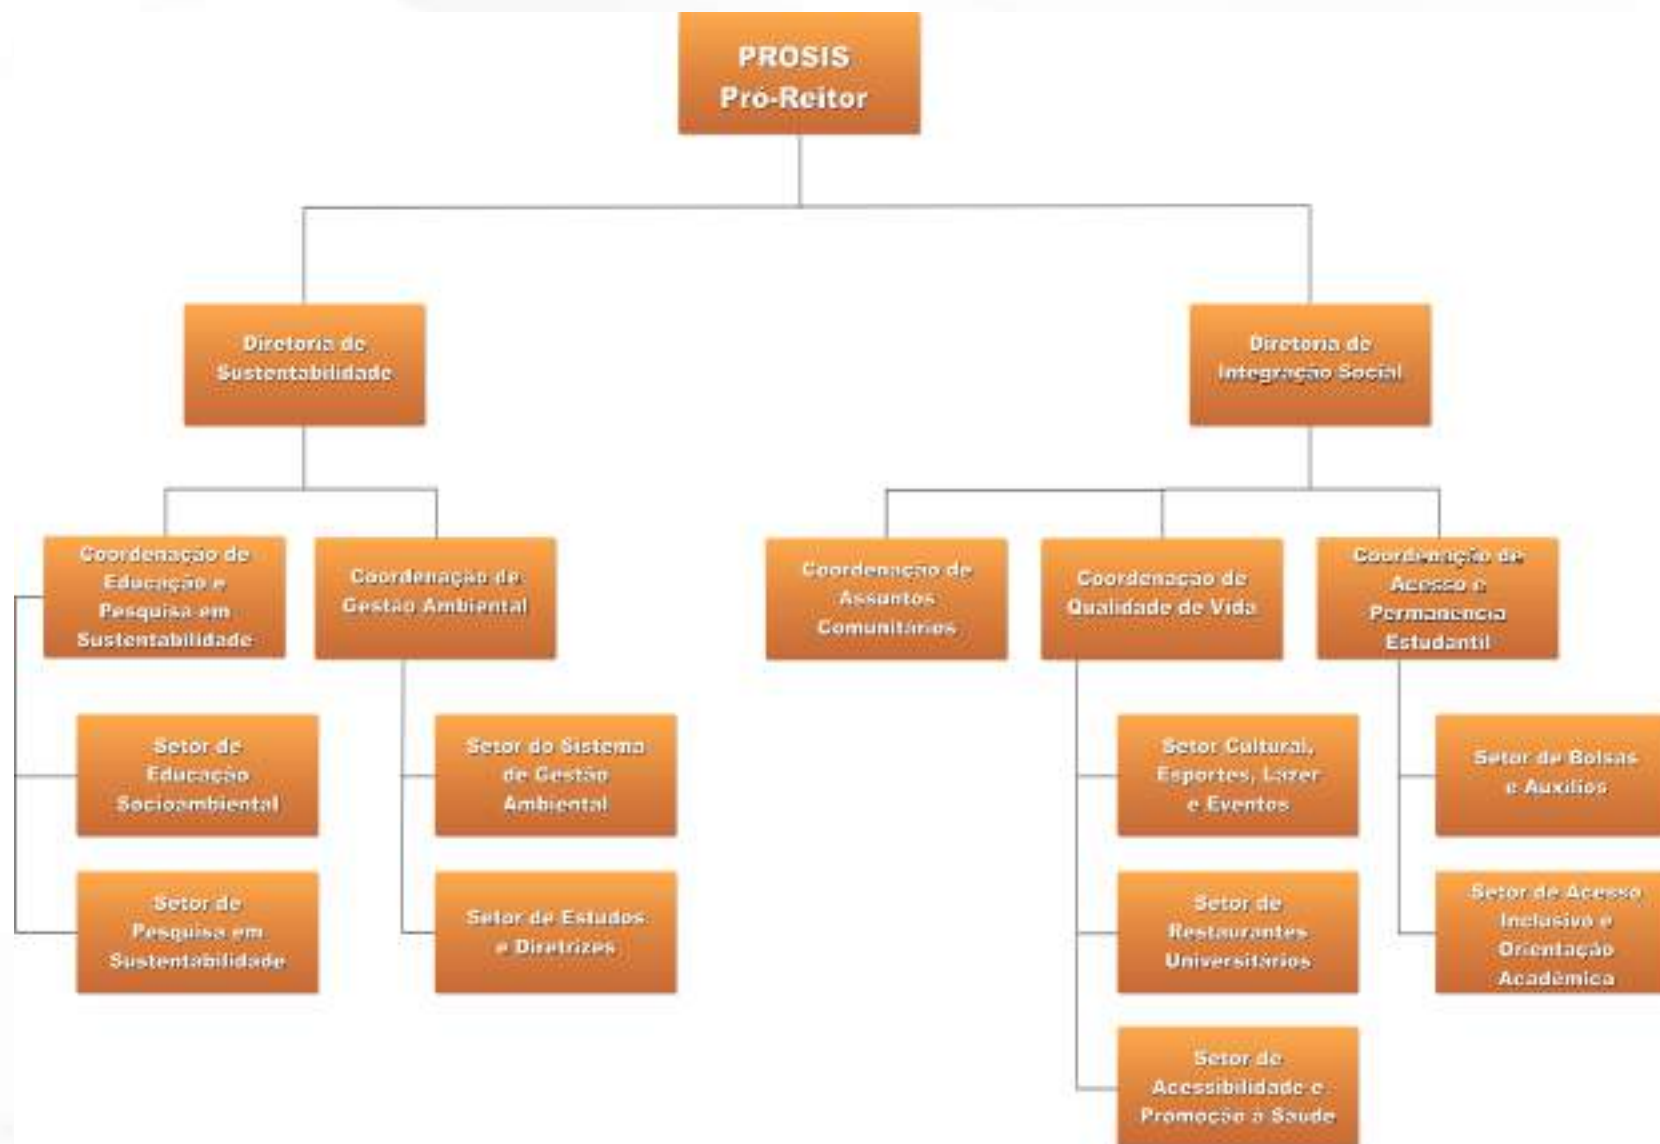 PROSIS
Pró-Reitor
Diretoria de
Sustentabilidade
Diretoria de
Integração Social
Coordenação de
Educação e
Pesquisa em
Sustentabilidade
Coordenação de
Gestão Ambiental
Coordenação de
Assuntos
Comunitários
Coordenação de
Qualidade de Vida
Coordenação de
Acesso e
Permanência
Estudantil
Setor de
Educação
Socioambiental
Setor do Sistema
de Gestão
Ambiental
Setor Cultural,
Esportes, Lazer
e Eventos
Setor de Bolsas
e Auxílios
Setor de
Pesquisa em
Sustentabilidade
Setor de Estudos
e Diretrizes
Setor de
Restaurantes
Universitários
Setor de Acesso
Inclusivo e
Orientação
Acadêmica
Setor de
Acessibilidade e
Promoção à Saúde